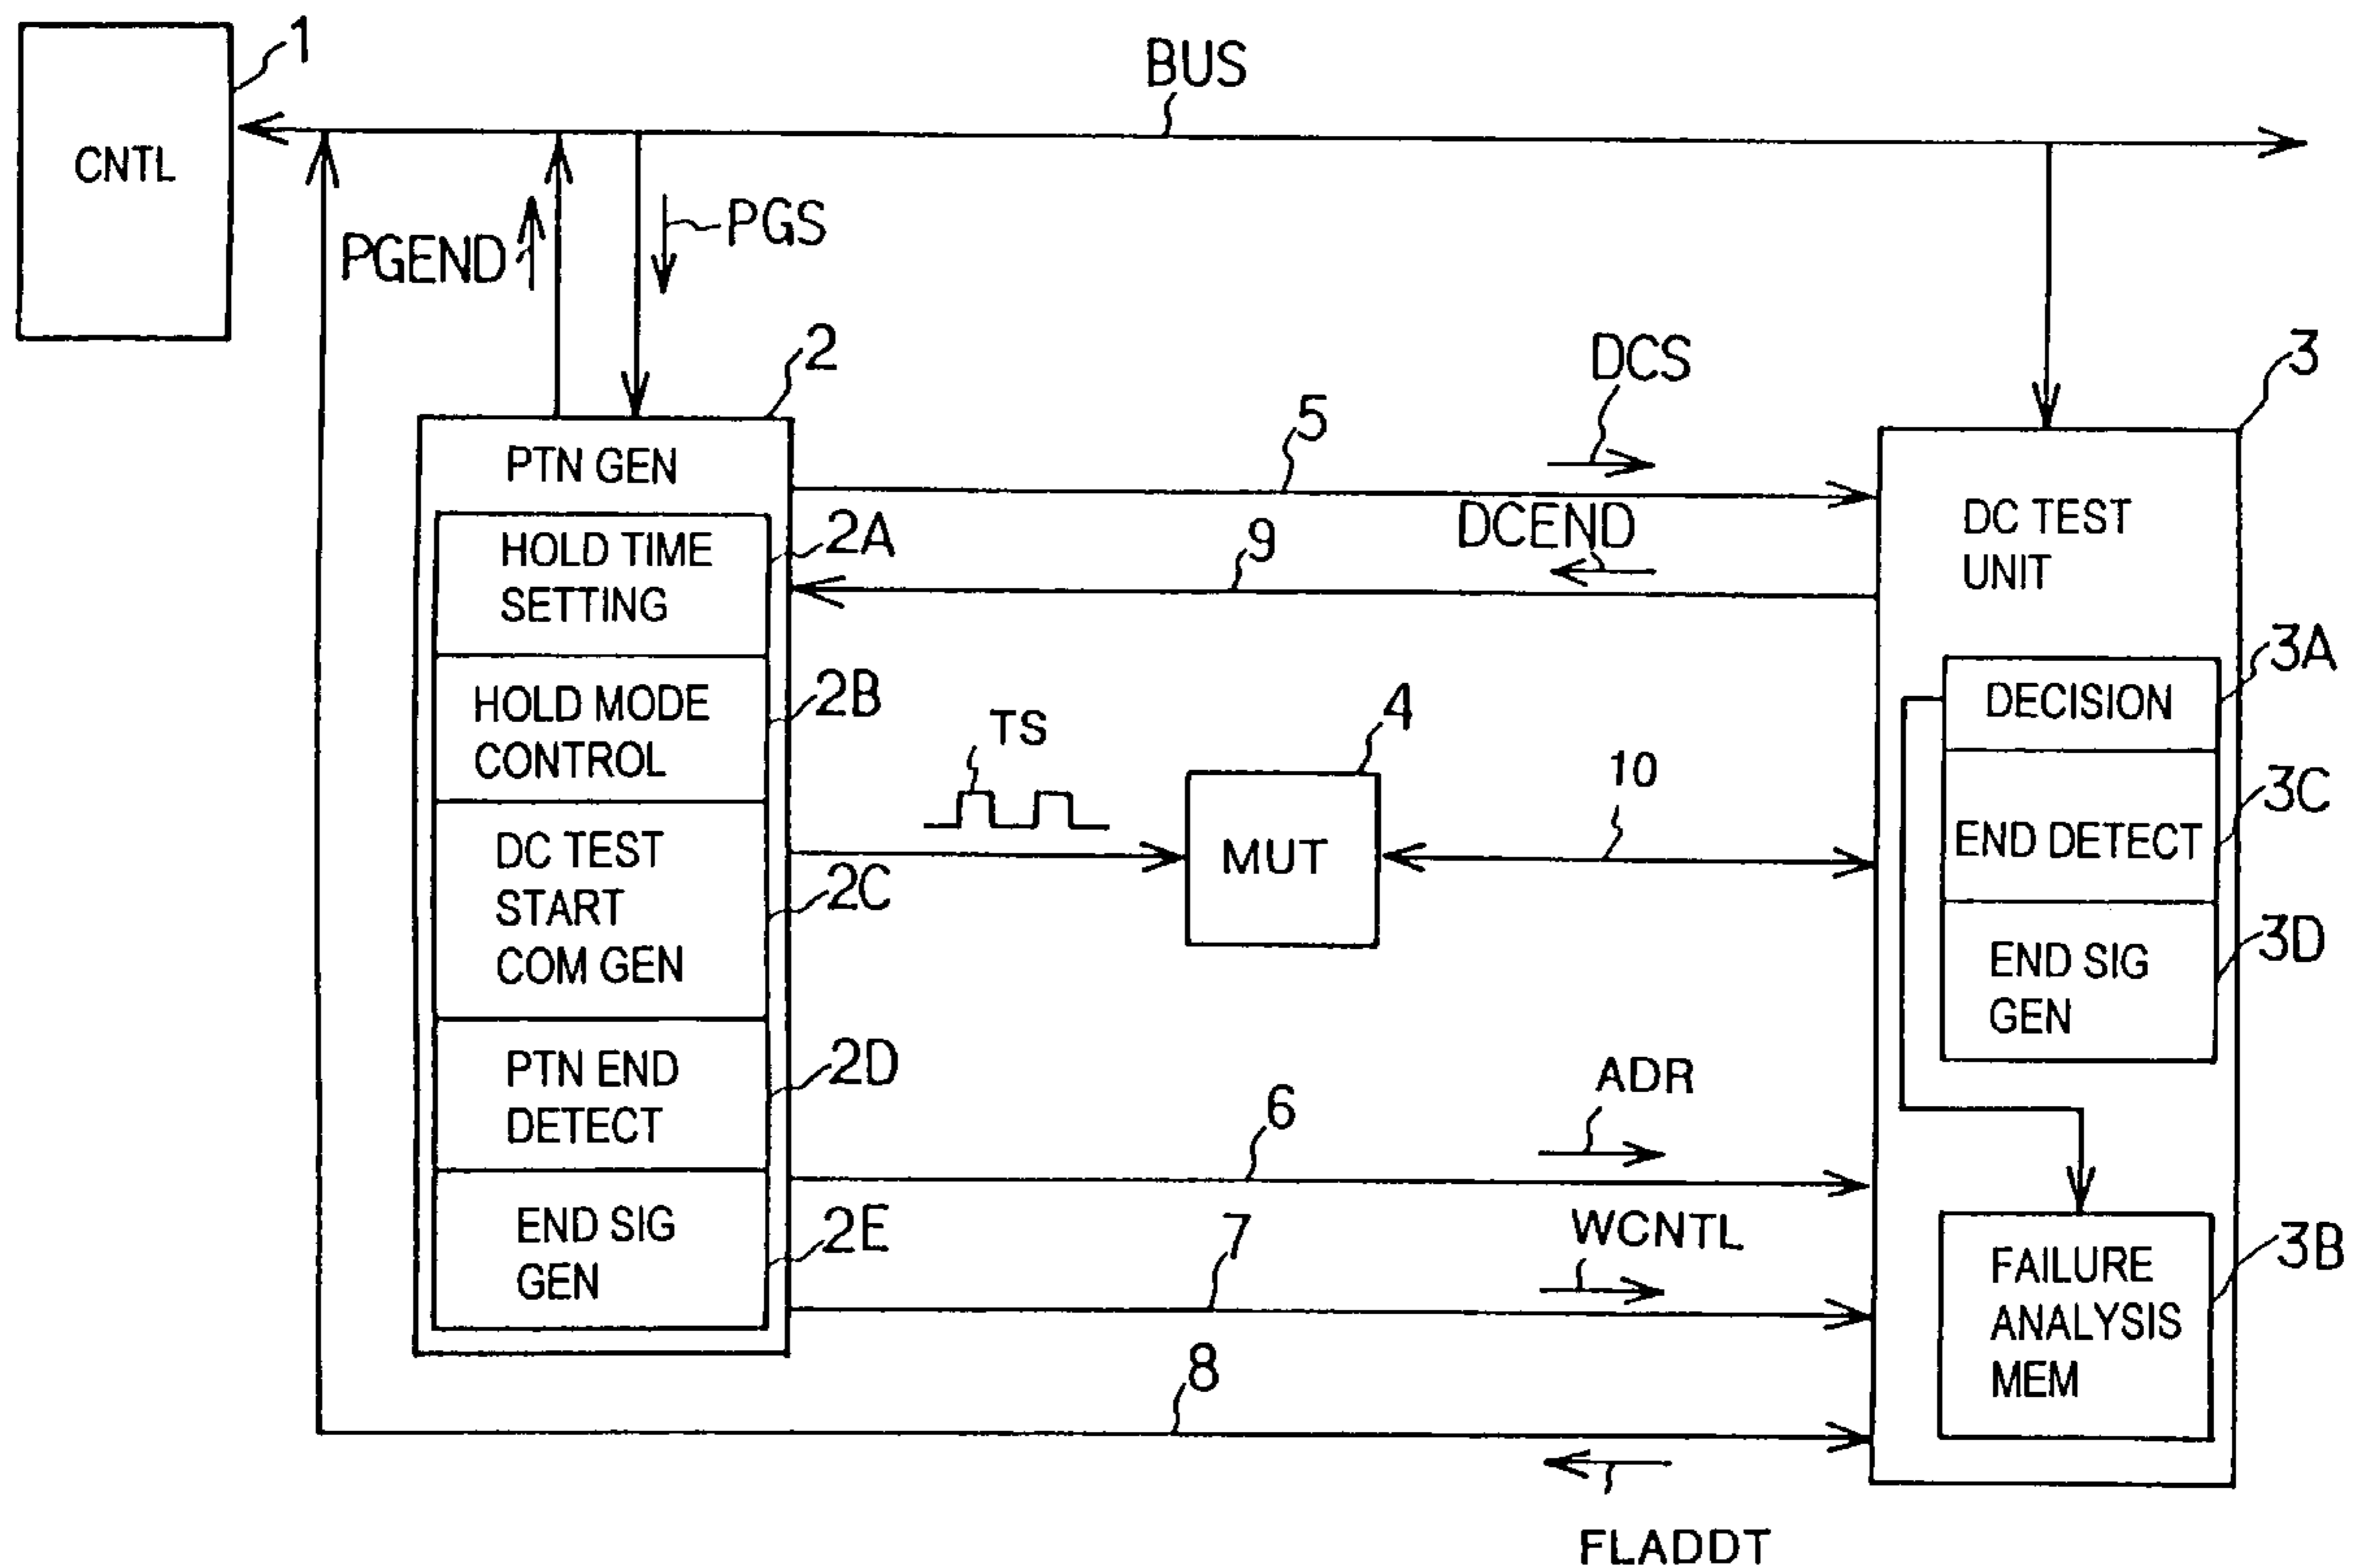 1
BUS
CNTL
PGS
PGEND
2
DCS
3
5
PTN GEN
DCEND
DC TEST
UNIT
9
2A
HOLD TIME
SETTING
3A
2B
HOLD MODE
CONTROL
TS
4
DECISION
10
3C
DC TEST
START
COM GEN
2C
MUT
END DETECT
3D
END SIG
GEN
PTN END
DETECT
2D
6
ADR
END SIG
GEN
2E
7
WCNTL
3B
FAILURE
ANALYSIS
MEM
8
FLADDT